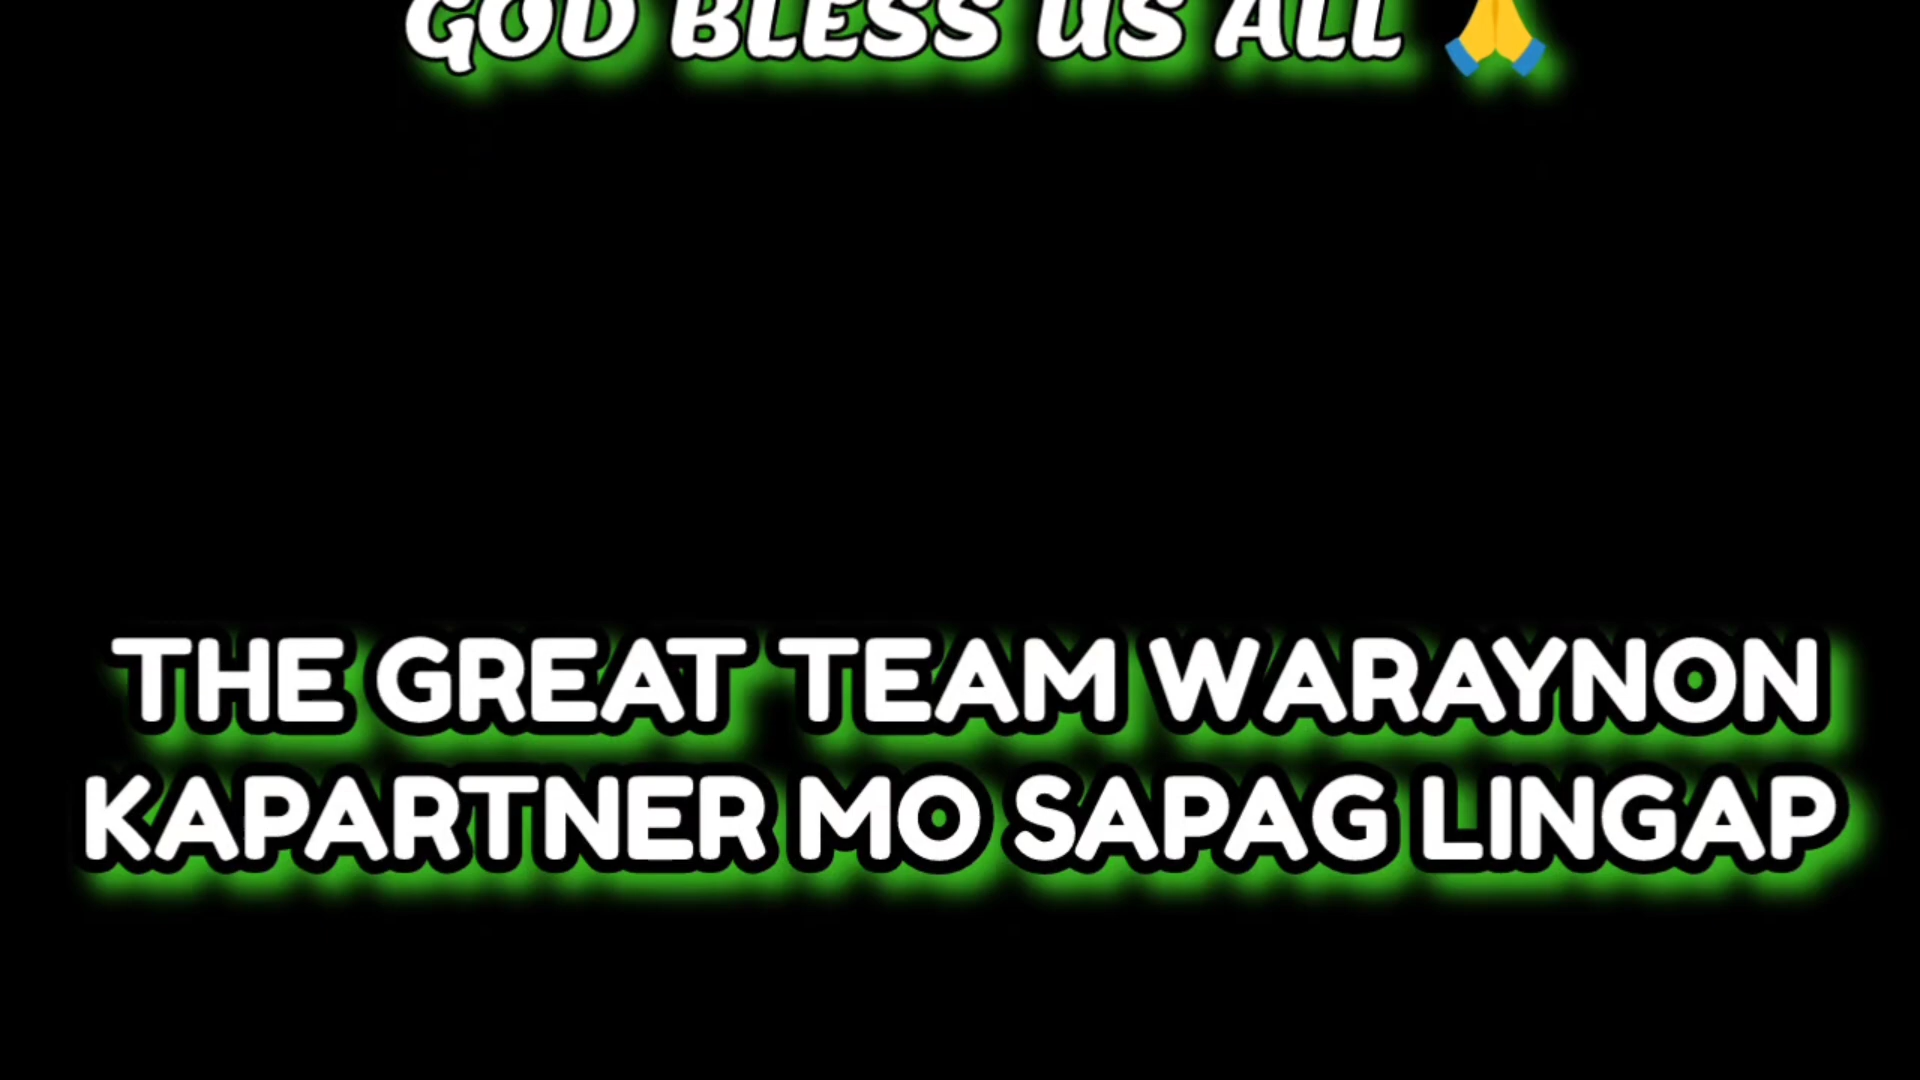 GOD BLESS US ALL 🙏
THE GREAT TEAM WARAYNON
KAPARTNER MO SAPAG LINGAP